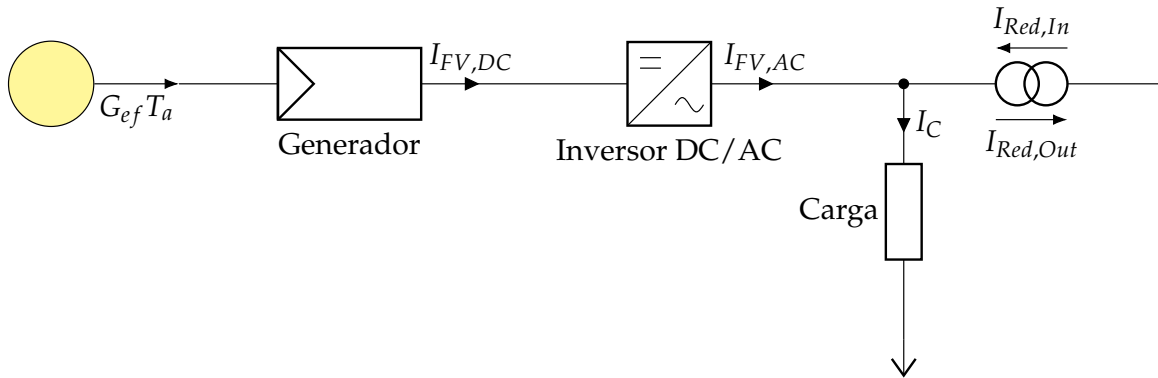 I_{Red,In}
I_{FV,DC}
I_{FV,AC}
G_{ef}T_a
I_C
Generador
Inversor DC/AC
I_{Red,Out}
Carga